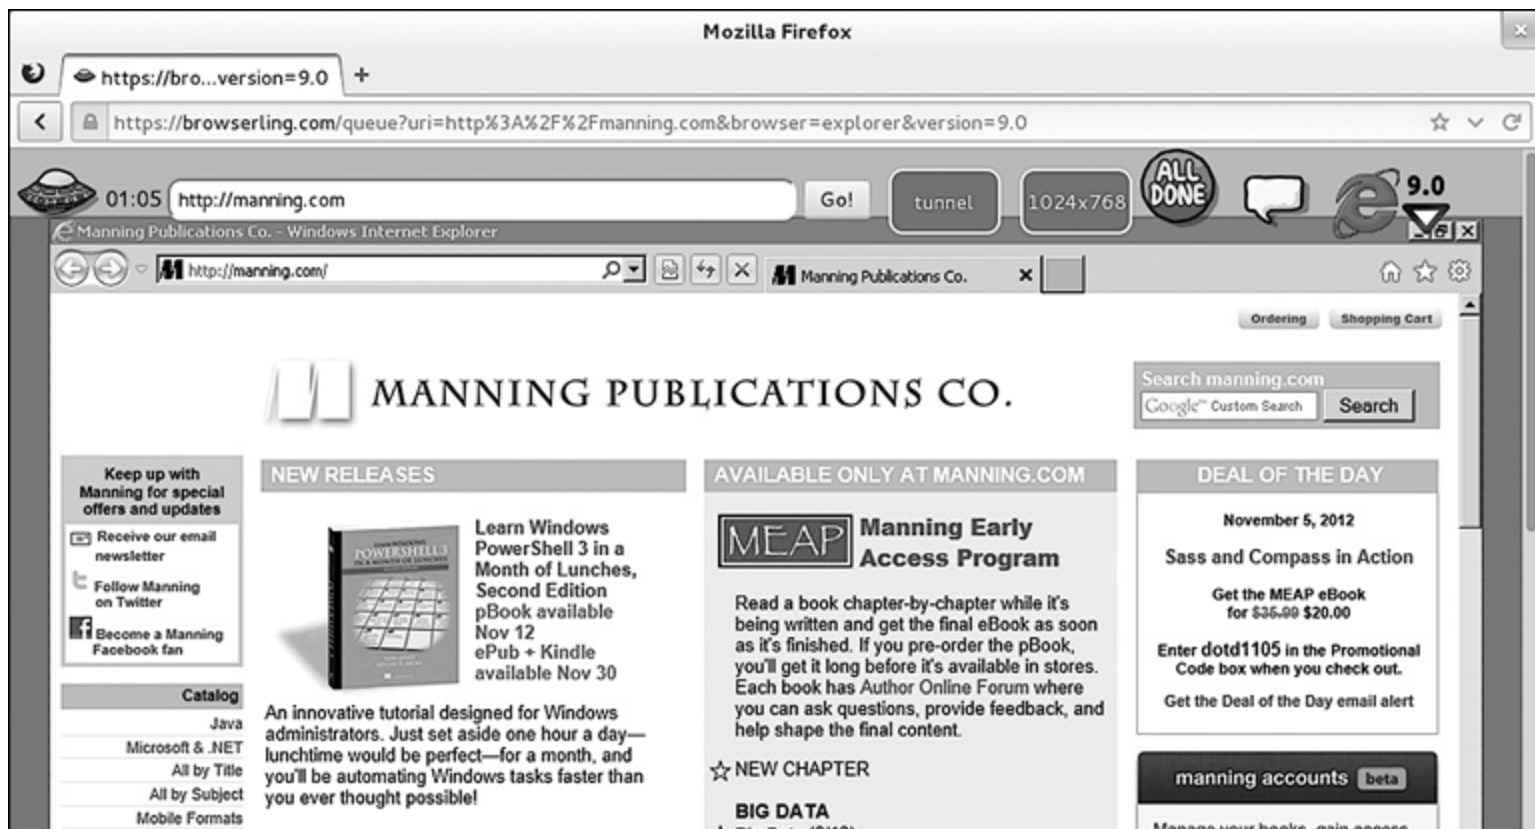 Mozilla Firefox
https://bro...version=9.0
https://browserling.com/queue?uri=http%3A%2F%2Fmanning.com&browser=explorer&version=9.0
01:05
http://manning.com
Go!
tunnel
1024x768
ALL
DONE
9.0
Manning Publications Co. - Windows Internet Explorer
http://manning.com/
Manning Publications Co.
Ordering
Shopping Cart
MANNING PUBLICATIONS CO.
Search manning.com
Google™ Custom Search
Search
Keep up with
Manning for special
offers and updates
Receive our email
newsletter
Follow Manning
on Twitter
Become a Manning
Facebook fan
Catalog
Java
Microsoft & .NET
All by Title
All by Subject
Mobile Formats
NEW RELEASES
POWERSHELL 3
IN A MONTH OF LUNCHES
Learn Windows
PowerShell 3 in a
Month of Lunches,
Second Edition
pBook available
Nov 12
ePub + Kindle
available Nov 30
An innovative tutorial designed for Windows
administrators. Just set aside one hour a day—
lunchtime would be perfect—for a month, and
you'll be automating Windows tasks faster than
you ever thought possible!
AVAILABLE ONLY AT MANNING.COM
MEAP
Manning Early
Access Program
Read a book chapter-by-chapter while it's
being written and get the final eBook as soon
as it's finished. If you pre-order the pBook,
you'll get it long before it's available in stores.
Each book has Author Online Forum where
you can ask questions, provide feedback, and
help shape the final content.
NEW CHAPTER
BIG DATA
DEAL OF THE DAY
November 5, 2012
Sass and Compass in Action
Get the MEAP eBook
for $35.99 $20.00
Enter dotd1105 in the Promotional
Code box when you check out.
Get the Deal of the Day email alert
manning accounts beta
Manage your books, gain access